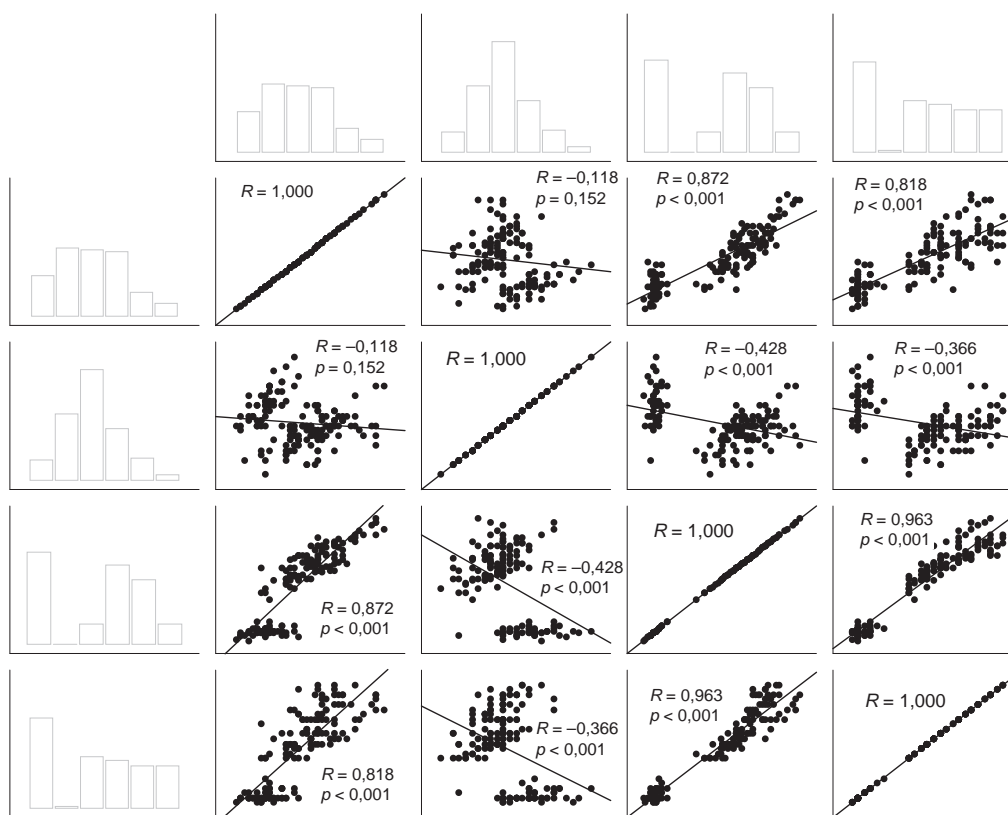 R = 1,000
R = –0,118
p = 0,152
R = 0,872
p < 0,001
R = 0,818
p < 0,001
R = –0,118
p = 0,152
R = 1,000
R = –0,428
p < 0,001
R = –0,366
p < 0,001
R = 0,872
p < 0,001
R = –0,428
p < 0,001
R = 1,000
R = 0,963
p < 0,001
R = 0,818
p < 0,001
R = –0,366
p < 0,001
R = 0,963
p < 0,001
R = 1,000